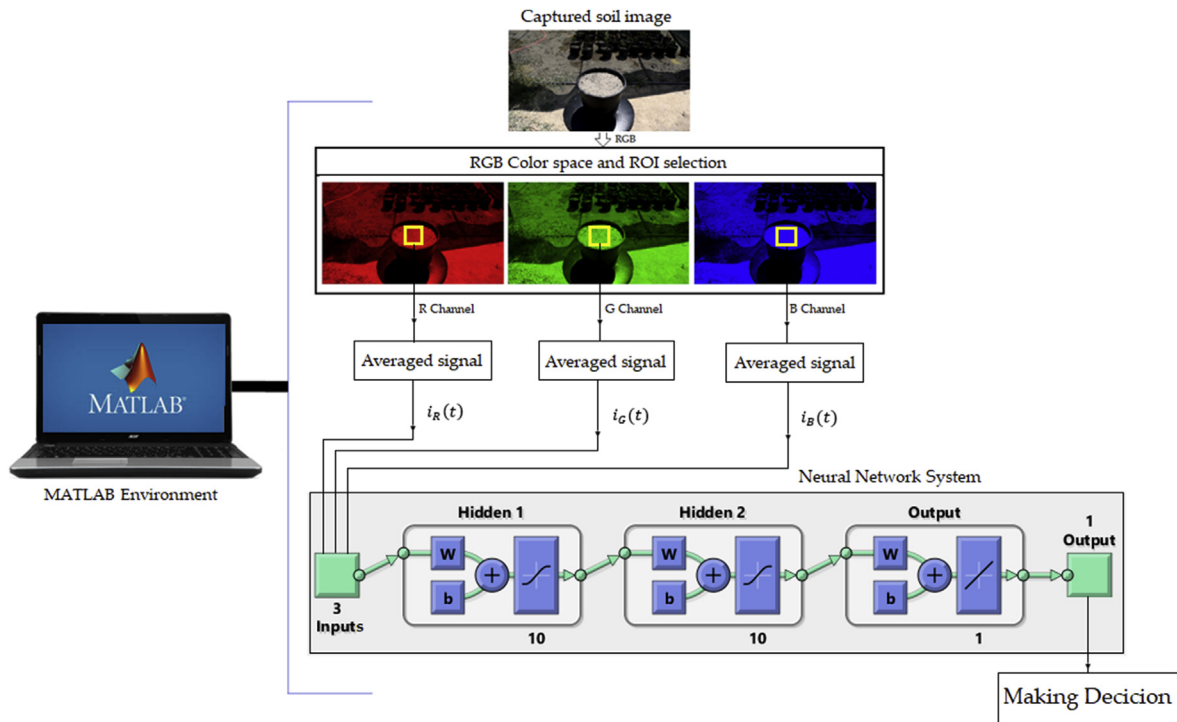 Captured soil image
RGB
RGB Color space and ROI selection
R Channel
G Channel
B Channel
Averaged signal
Averaged signal
Averaged signal
i_R(t)
i_G(t)
i_B(t)
MATLAB®
acer
MATLAB Environment
Neural Network System
Hidden 1
Hidden 2
Output
1
Output
W
b
W
b
W
b
3
Inputs
10
10
1
Making Decicion